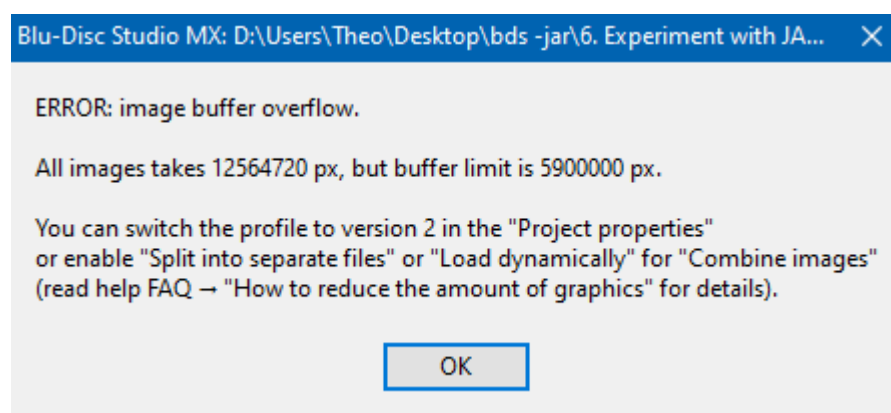 Blu-Disc Studio MX: D:\Users\Theo\Desktop\bds -jar\6. Experiment with JA...
ERROR: image buffer overflow.
All images takes 12564720 px, but buffer limit is 5900000 px.
You can switch the profile to version 2 in the "Project properties"
or enable "Split into separate files" or "Load dynamically" for "Combine images"
(read help FAQ → "How to reduce the amount of graphics" for details).
OK